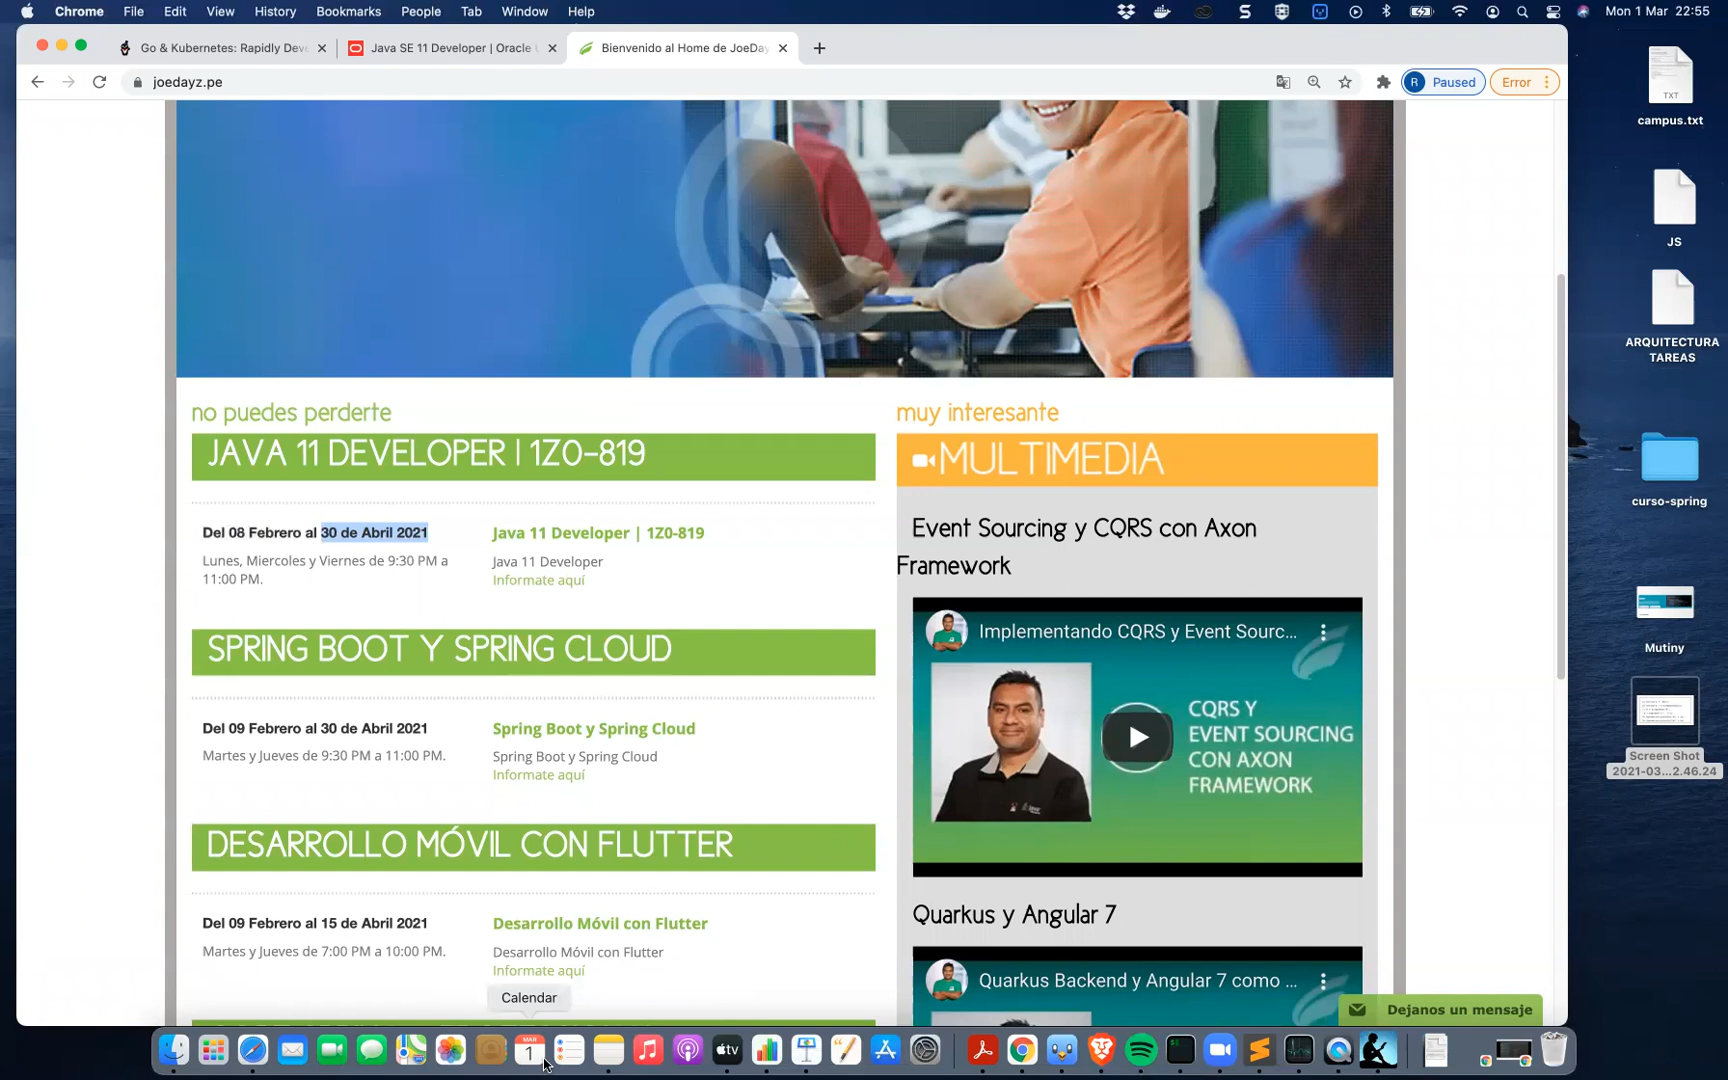 Chrome File Edit View History Bookmarks People Tab Window Help
Mon 1 Mar 22:55
Go & Kubernetes: Rapidly Deve
Java SE 11 Developer | Oracle U
Bienvenido al Home de JoeDay
joedayz.pe
R Paused
Error
no puedes perderte
JAVA 11 DEVELOPER | 1Z0-819
Del 08 Febrero al 30 de Abril 2021
Lunes, Miercoles y Viernes de 9:30 PM a
11:00 PM.
Java 11 Developer | 1Z0-819
Java 11 Developer
Informate aquí
SPRING BOOT Y SPRING CLOUD
Del 09 Febrero al 30 de Abril 2021
Martes y Jueves de 9:30 PM a 11:00 PM.
Spring Boot y Spring Cloud
Spring Boot y Spring Cloud
Informate aquí
DESARROLLO MÓVIL CON FLUTTER
Del 09 Febrero al 15 de Abril 2021
Martes y Jueves de 7:00 PM a 10:00 PM.
Desarrollo Móvil con Flutter
Desarrollo Móvil con Flutter
Informate aquí
muy interesante
MULTIMEDIA
Event Sourcing y CQRS con Axon
Framework
Implementando CQRS y Event Sourc...
CQRS Y
EVENT SOURCING
CON AXON
FRAMEWORK
Quarkus y Angular 7
Quarkus Backend y Angular 7 como ...
Dejanos un mensaje
Calendar
MAR
1
TXT
campus.txt
JS
ARQUITECTURA
TAREAS
curso-spring
Mutiny
Screen Shot
2021-03...2.46.24